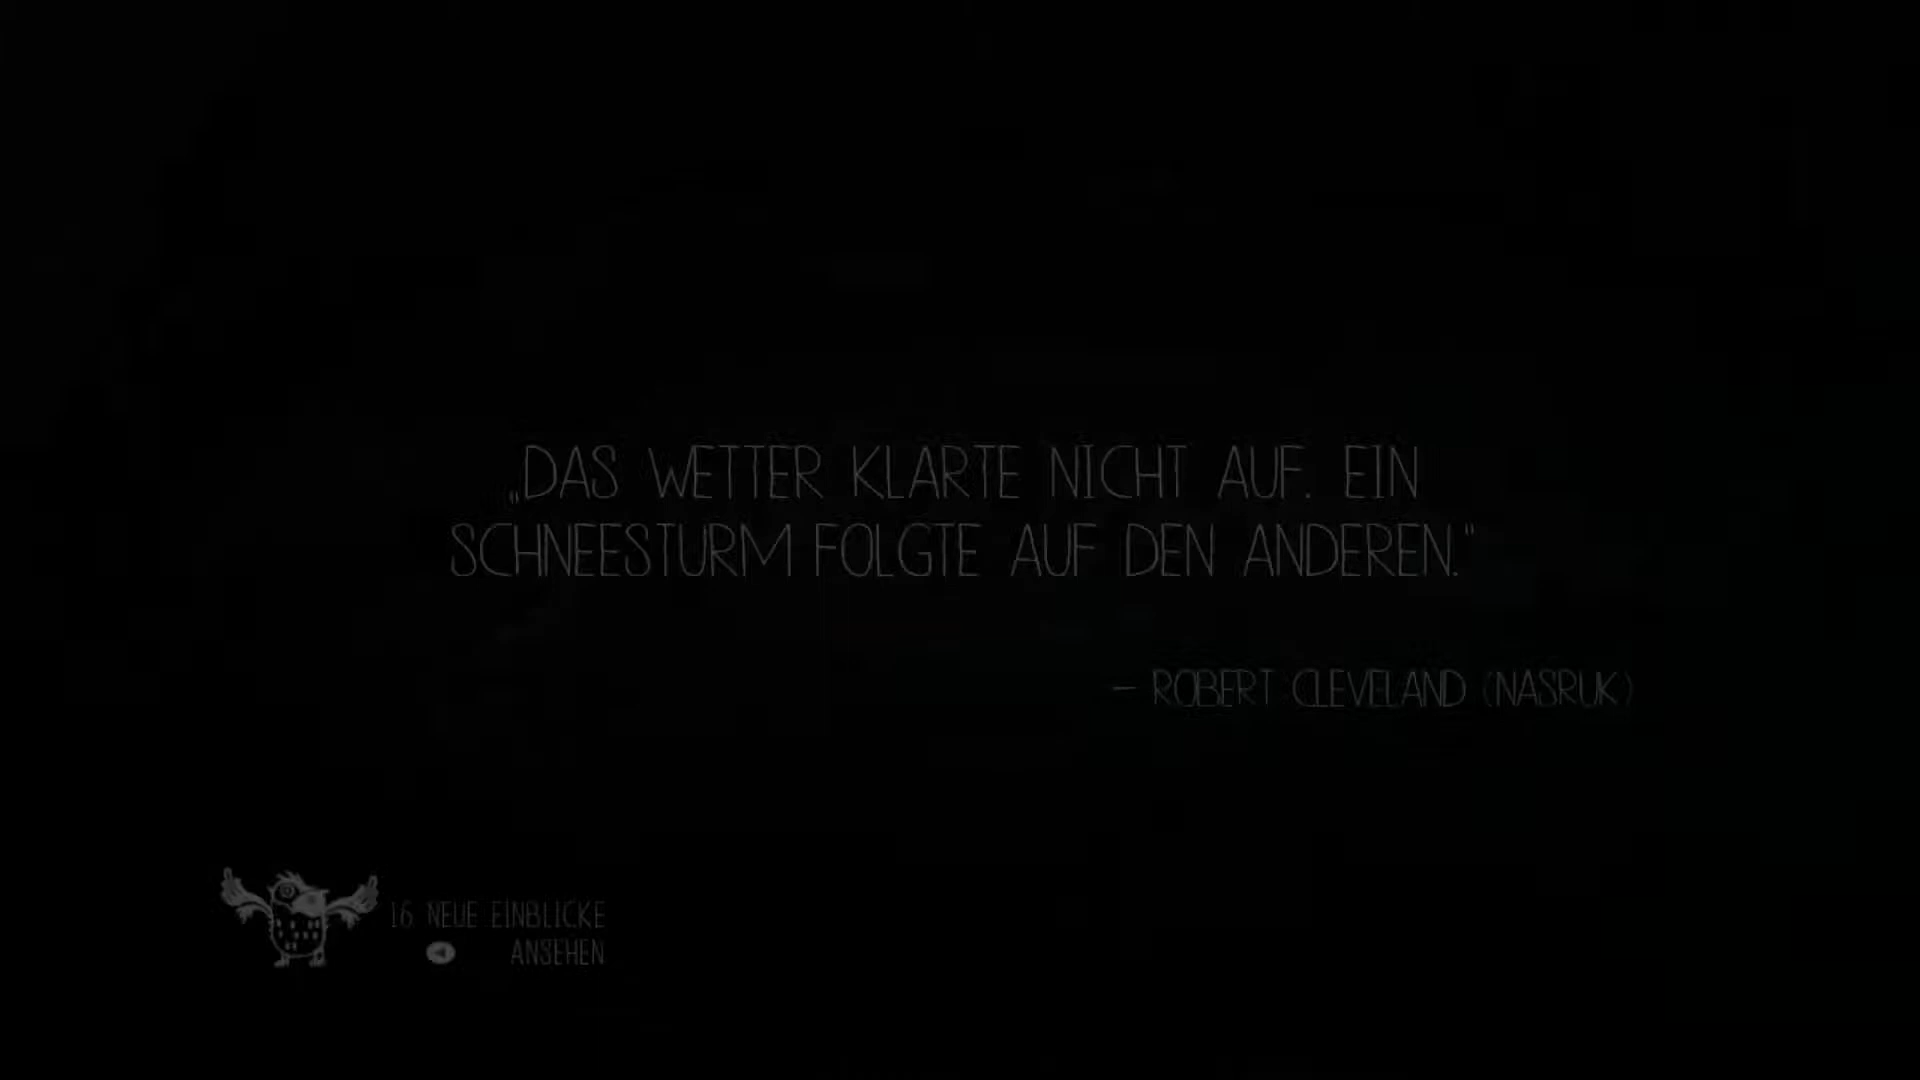 „DAS WETTER KLARTE NICHT AUF. EIN
SCHNEESTURM FOLGTE AUF DEN ANDEREN."
– ROBERT CLEVELAND (NASRUK)
16 NEUE EINBLICKE
ANSEHEN